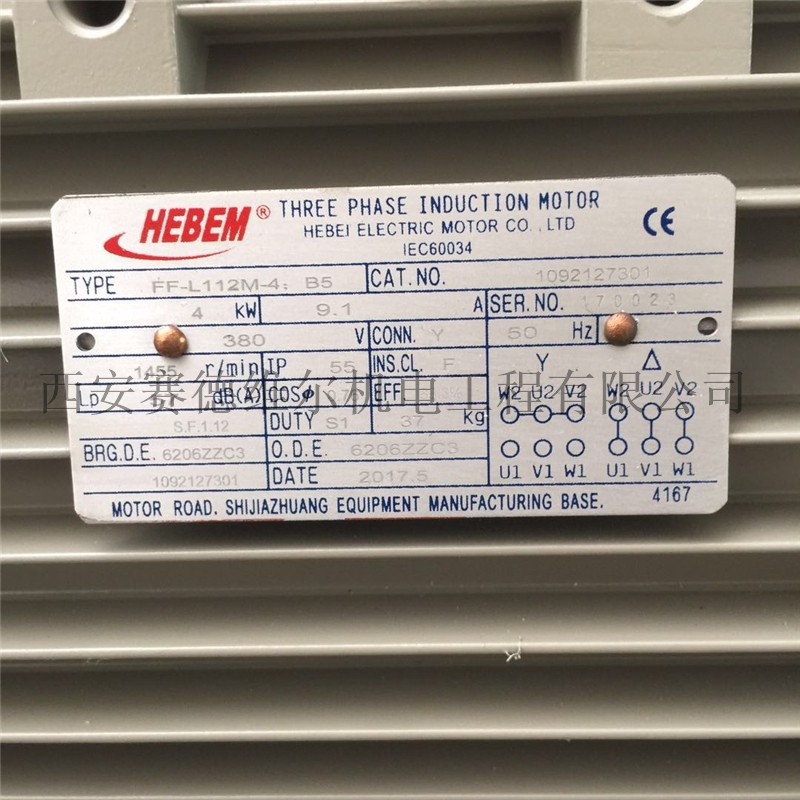 HEBEM® THREE PHASE INDUCTION MOTOR
HEBEI ELECTRIC MOTOR CO.,LTD
IEC60034
CE
TYPE FF-L112M-4: B5 CAT.NO. 1092127301
4 KW 9.1 A SER.NO. 170023
380 V CONN. Y 50 Hz
1455 r/min IP 55 INS.CL. F Y Δ
LP dB(A) COSφ EFF W2 U2 V2 W2 U2 V2
西安赛德维尔机电工程有限公司
S.F.1.12 DUTY S1 37 Kg
BRG.D.E. 6206ZZC3 O.D.E. 6206ZZC3
U1 V1 W1 U1 V1 W1
1092127301 DATE 2017.5
MOTOR ROAD. SHIJIAZHUANG EQUIPMENT MANUFACTURING BASE. 4167